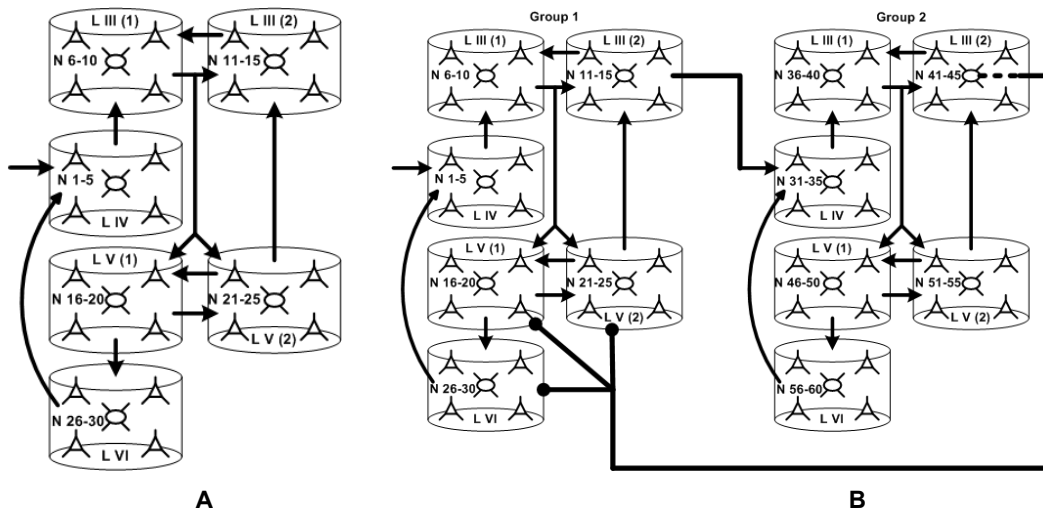 L III (1)
L III (2)
N 6-10
N 11-15
N 1-5
L IV
L V (1)
N 16-20
N 21-25
L V (2)
N 26-30
L VI
A
Group 1
L III (1)
L III (2)
N 6-10
N 11-15
N 1-5
L IV
L V (1)
N 16-20
N 21-25
L V (2)
N 26-30
L VI
Group 2
L III (1)
L III (2)
N 36-40
N 41-45
N 31-35
L IV
L V (1)
N 46-50
N 51-55
L V (2)
N 56-60
L VI
B